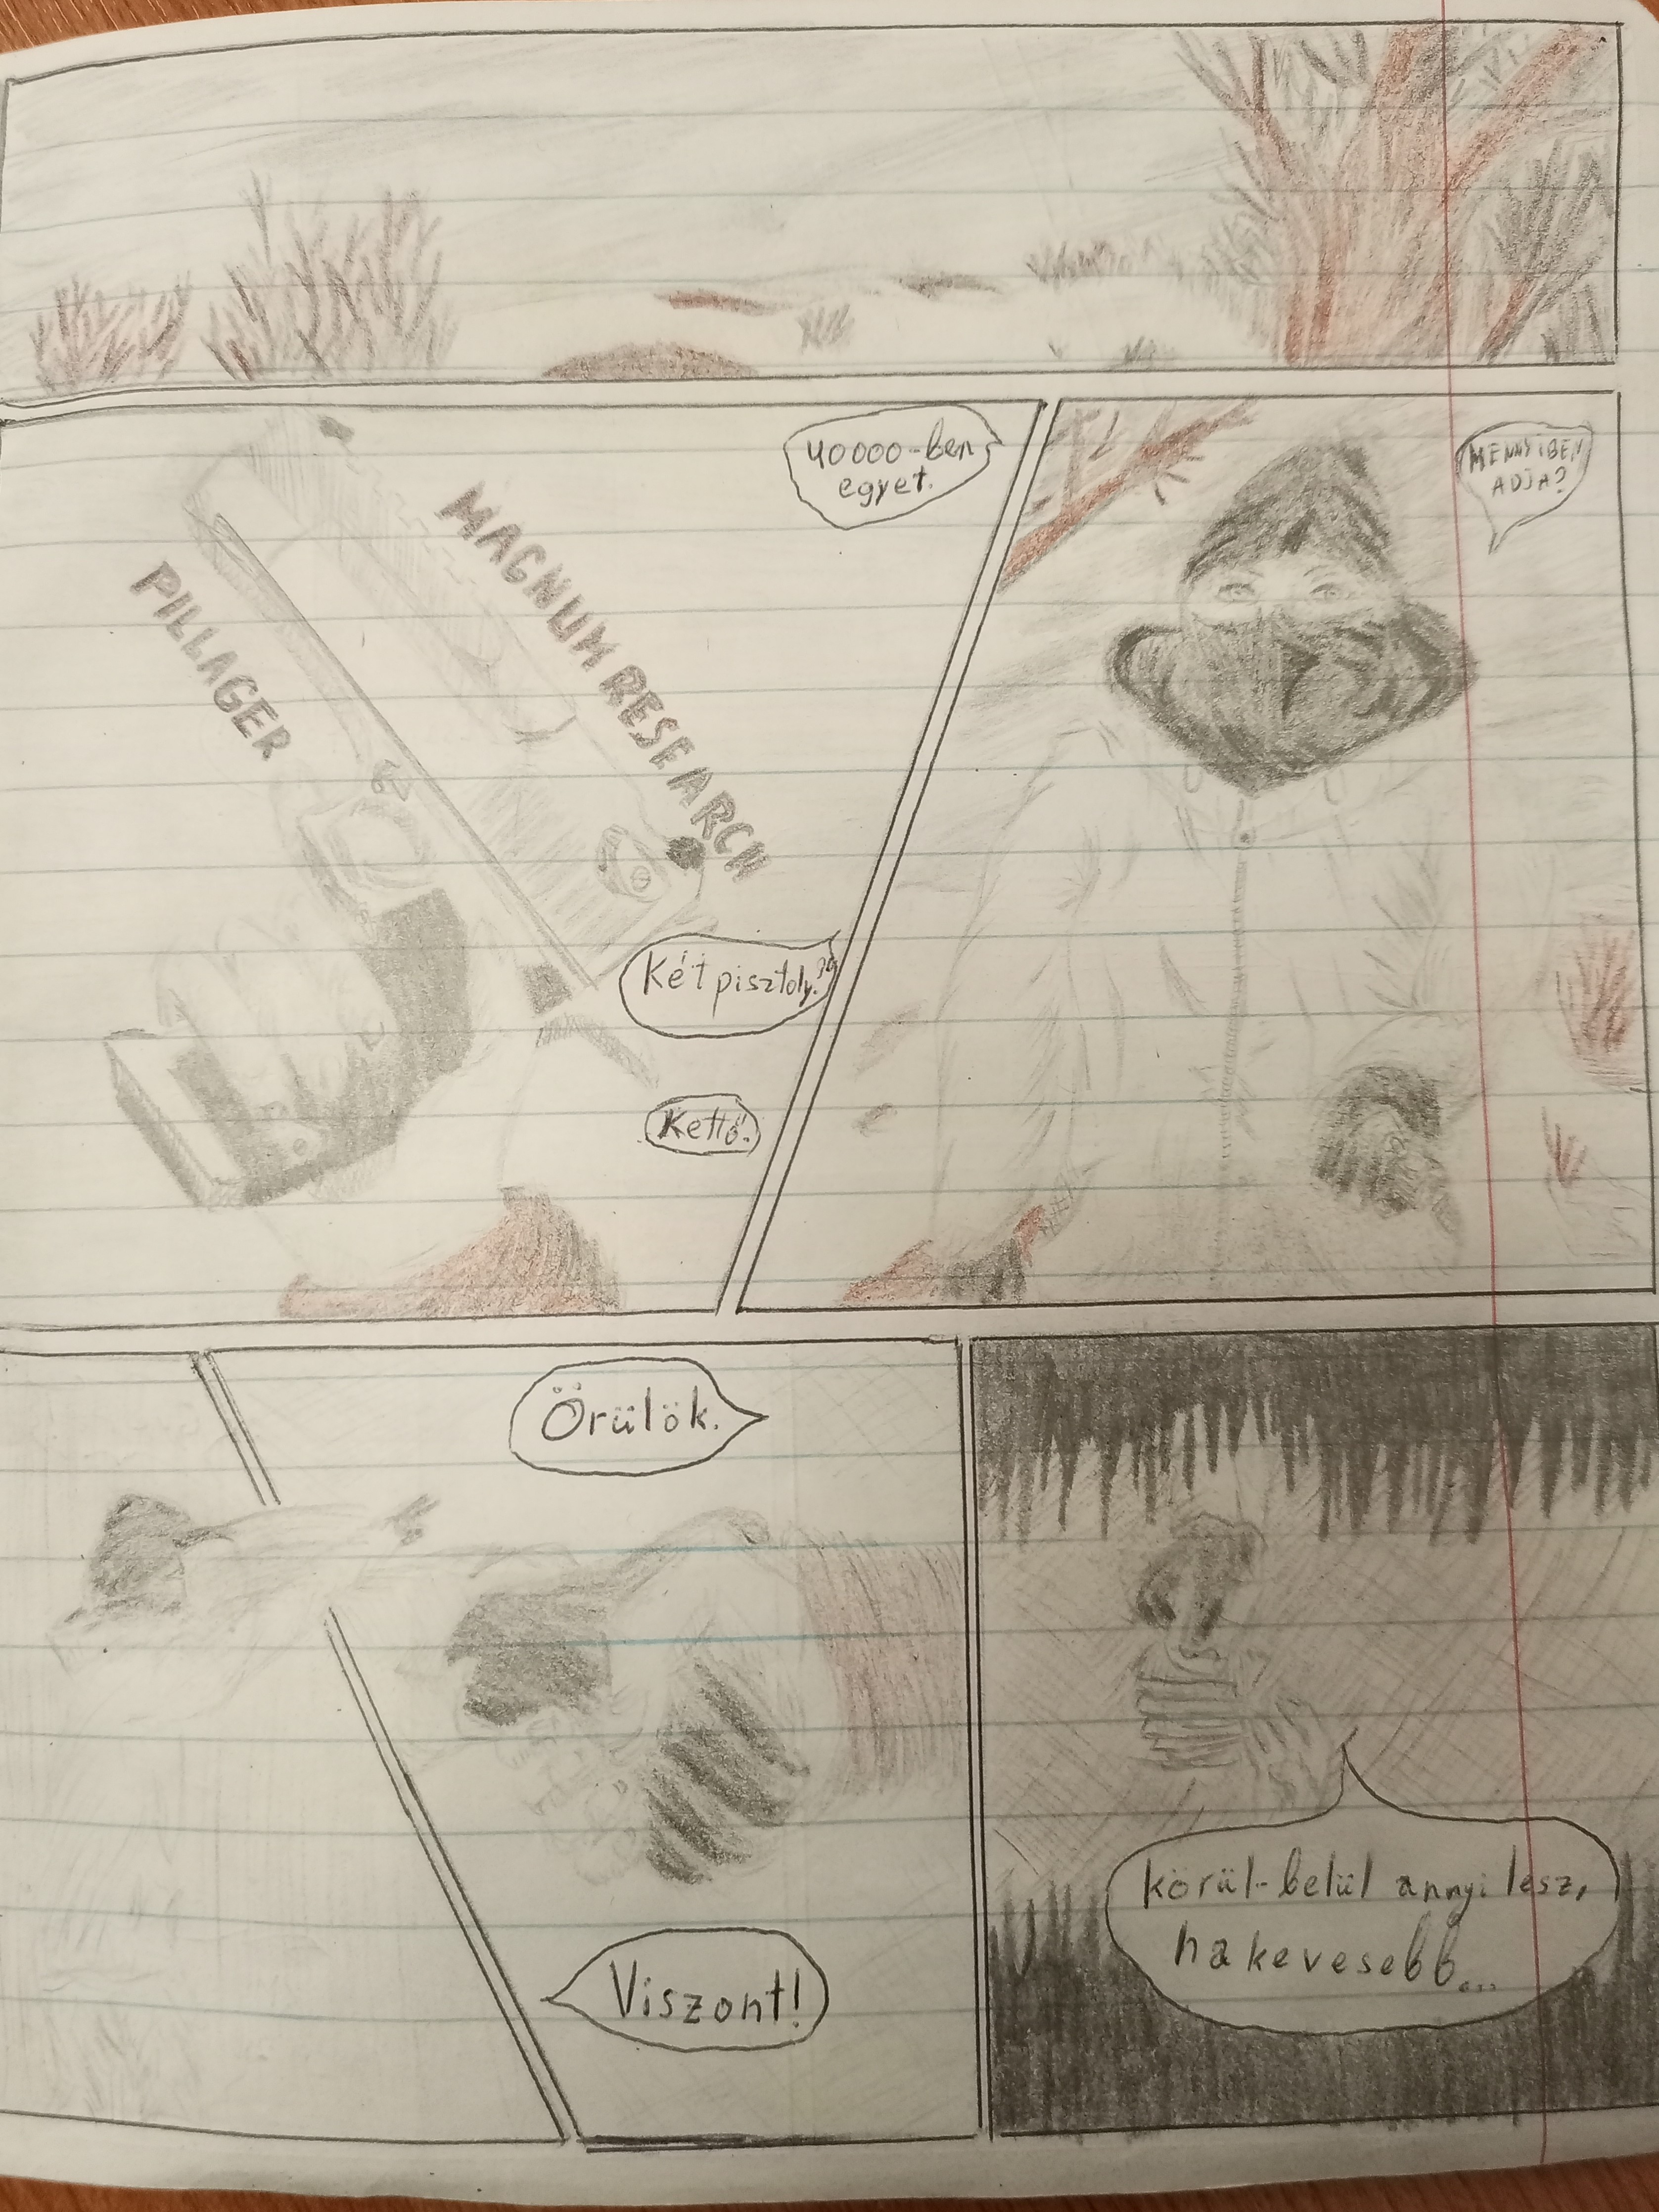 40000-ben
egyet.
MENNYIBEN
ADJA?
MAGNUM RESEARCH
PILLAGER
Két pisztoly?
Kettő.
Örülök.
Viszont!
körül-belül annyi lesz,
ha kevesebb...